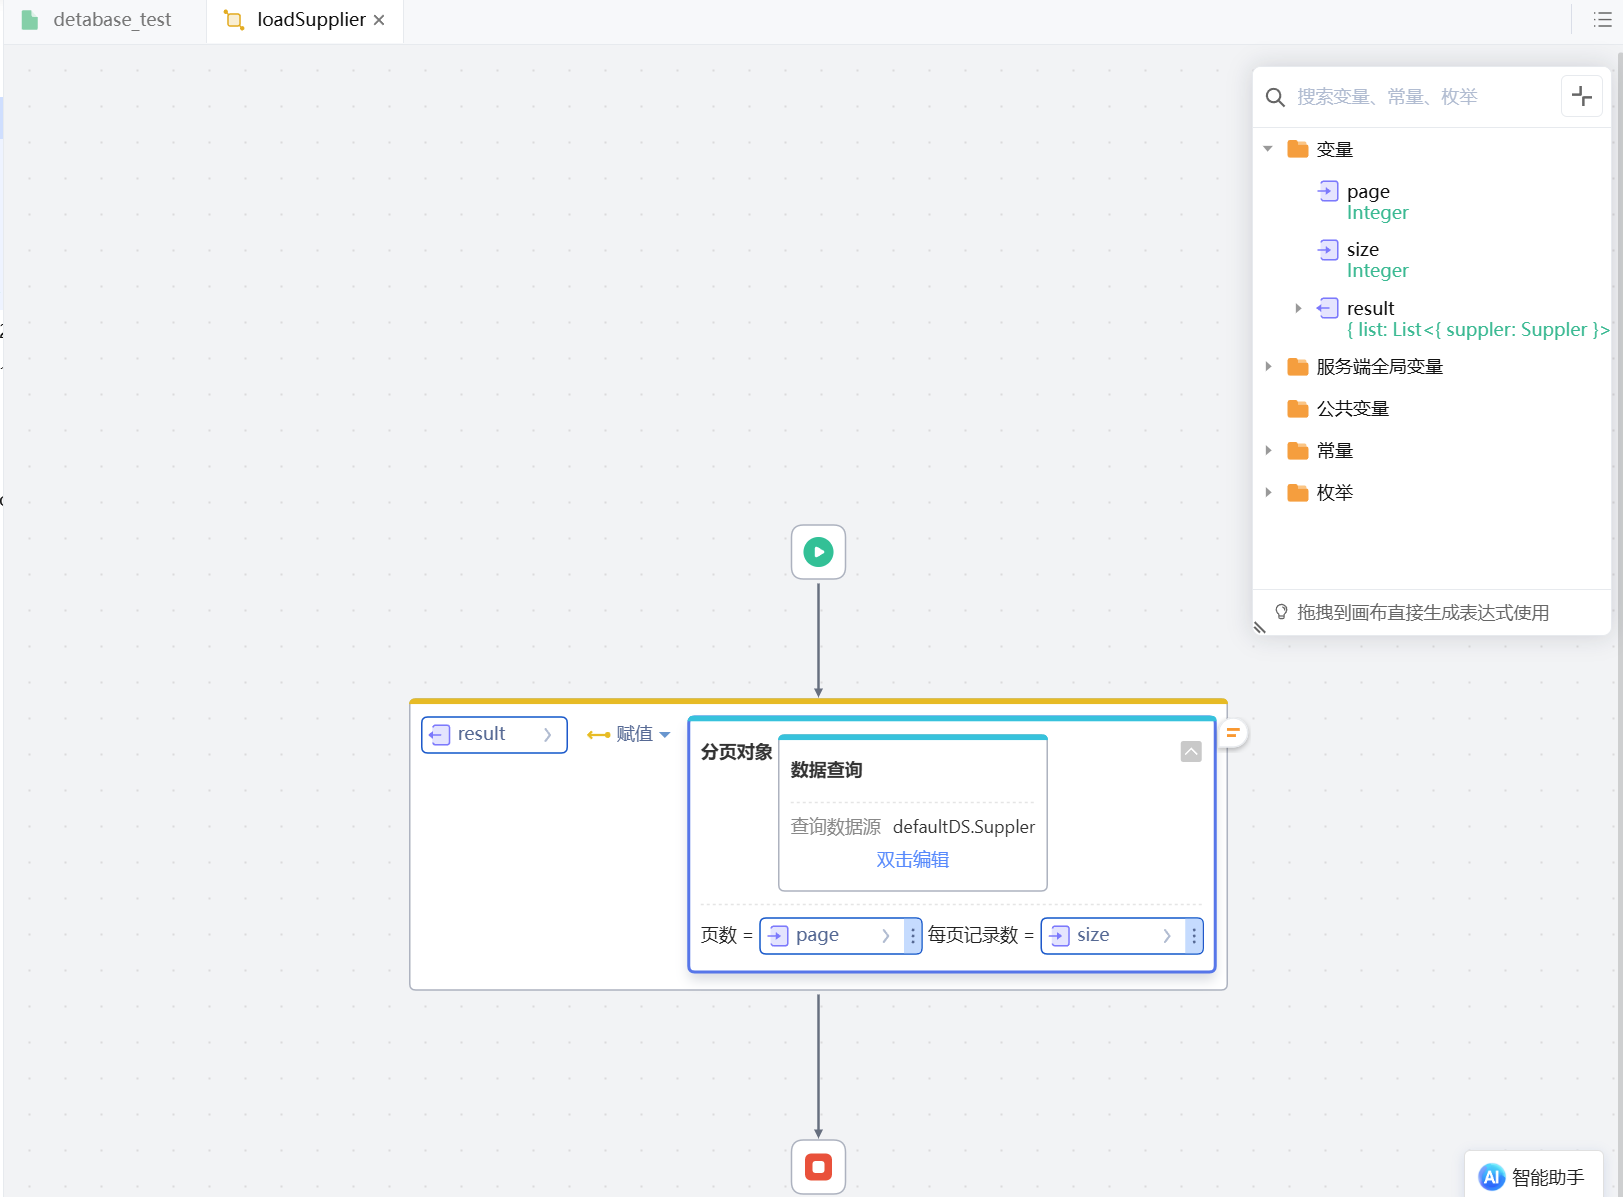 detabase_test
loadSupplier
搜索变量、常量、枚举
变量
page
Integer
size
Integer
result
{ list: List<{ suppler: Suppler }>
服务端全局变量
公共变量
常量
枚举
拖拽到画布直接生成表达式使用
result
赋值
分页对象
数据查询
查询数据源 defaultDS.Suppler
双击编辑
页数 = page 每页记录数 = size
AI 智能助手